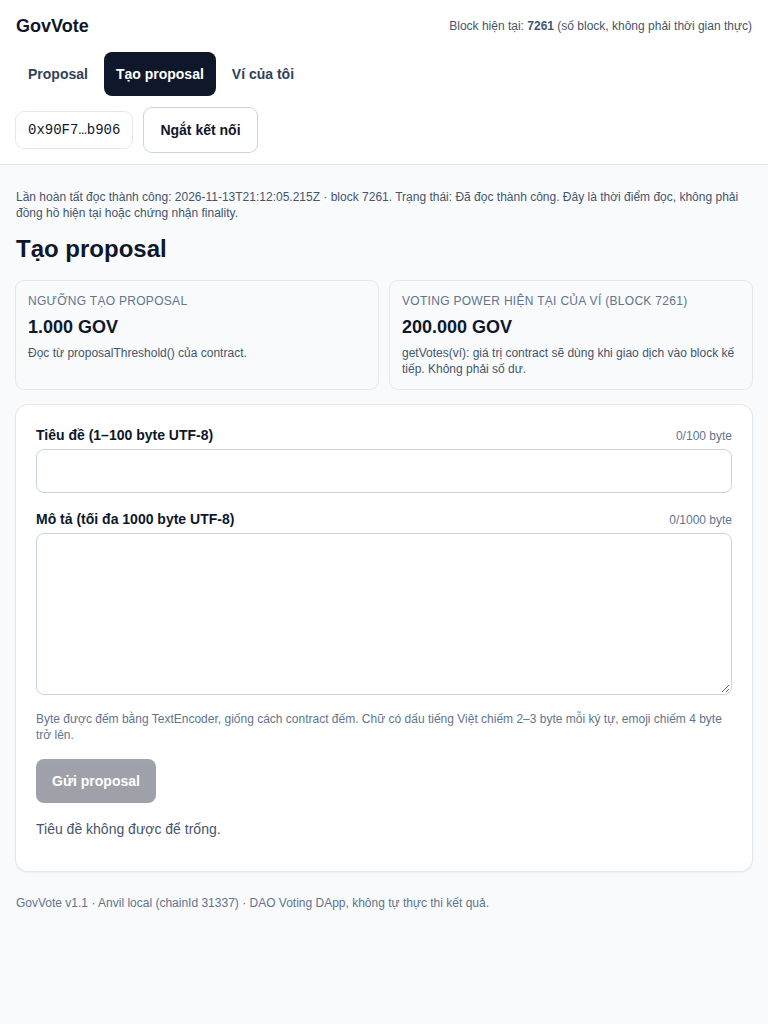 GovVote
Block hiện tại: 7261 (số block, không phải thời gian thực)
Proposal
Tạo proposal
Ví của tôi
0x90F7…b906
Ngắt kết nối
Lần hoàn tất đọc thành công: 2026-11-13T21:12:05.215Z · block 7261. Trạng thái: Đã đọc thành công. Đây là thời điểm đọc, không phải
đồng hồ hiện tại hoặc chứng nhận finality.
Tạo proposal
NGƯỠNG TẠO PROPOSAL
1.000 GOV
Đọc từ proposalThreshold() của contract.
VOTING POWER HIỆN TẠI CỦA VÍ (BLOCK 7261)
200.000 GOV
getVotes(ví): giá trị contract sẽ dùng khi giao dịch vào block kế
tiếp. Không phải số dư.
Tiêu đề (1–100 byte UTF-8)
0/100 byte
Mô tả (tối đa 1000 byte UTF-8)
0/1000 byte
Byte được đếm bằng TextEncoder, giống cách contract đếm. Chữ có dấu tiếng Việt chiếm 2–3 byte mỗi ký tự, emoji chiếm 4 byte
trở lên.
Gửi proposal
Tiêu đề không được để trống.
GovVote v1.1 · Anvil local (chainId 31337) · DAO Voting DApp, không tự thực thi kết quả.